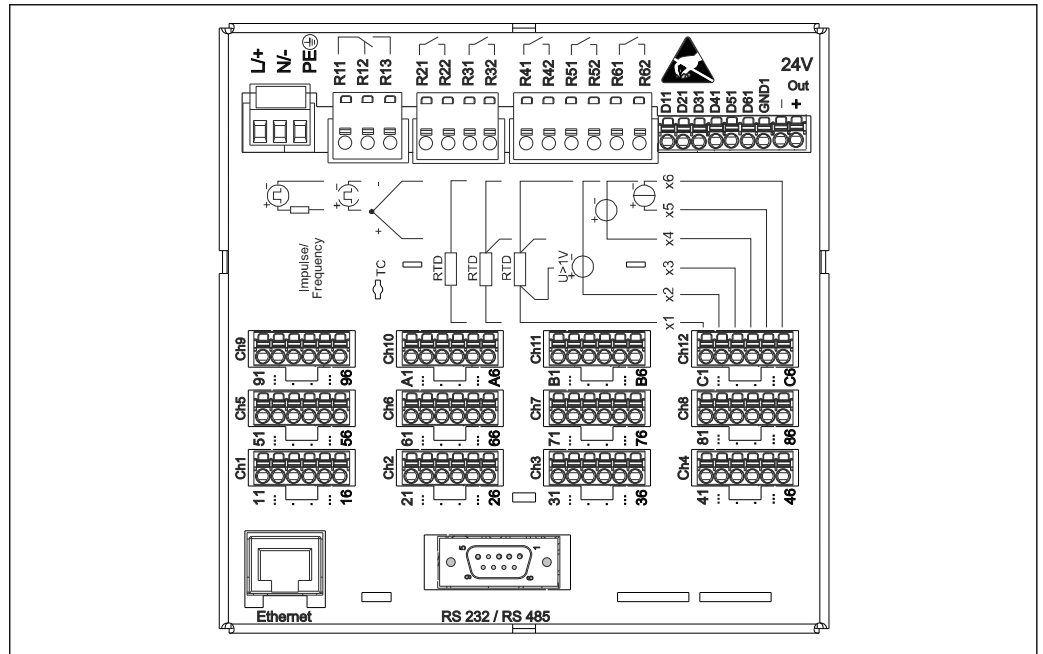 L/+ N/- PE R11 R12 R13 R21 R22 R31 R32 R41 R42 R51 R52 R61 R62 D11 D21 D31 D41 D51 D61 GND1 - +
24V
Out
- + - + - +
Impulse/
Frequency
TC
RTD RTD RTD
U>1V
+ - + - + -
x6
x5
x4
x3
x2
x1
Ch9 91 ... . . ... 96
Ch10 A1 ... . . ... A6
Ch11 B1 ... . . ... B6
Ch12 C1 ... . . ... C6
Ch5 51 ... . . ... 56
Ch6 61 ... . . ... 66
Ch7 71 ... . . ... 76
Ch8 81 ... . . ... 86
Ch1 11 ... . . ... 16
Ch2 21 ... . . ... 26
Ch3 31 ... . . ... 36
Ch4 41 ... . . ... 46
5 1
9 6
Ethernet
RS 232 / RS 485